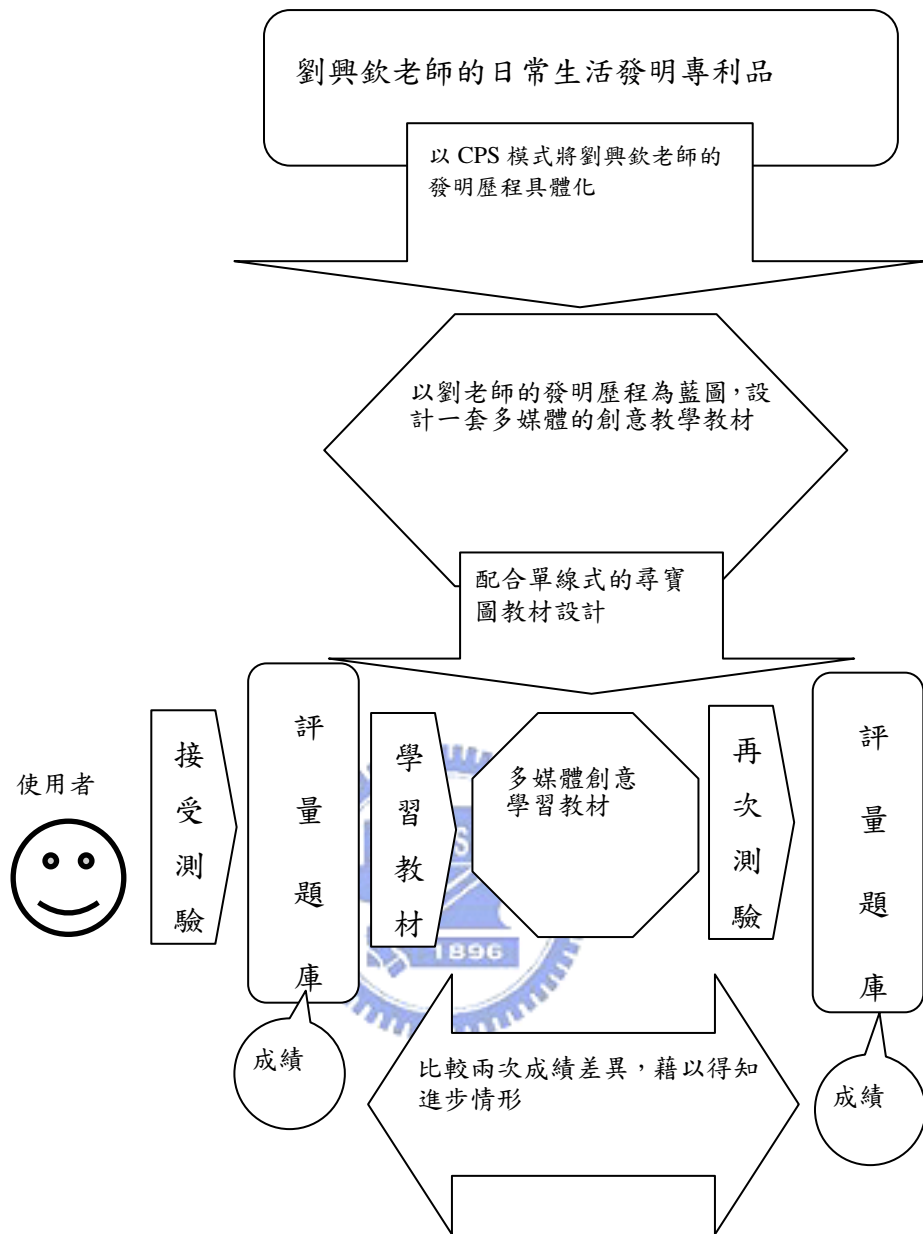 劉興欽老師的日常生活發明專利品
以 CPS 模式將劉興欽老師的
發明歷程具體化
以劉老師的發明歷程為藍圖，設
計一套多媒體的創意教學教材
配合單線式的尋寶
圖教材設計
使用者
接受測驗
評量題庫
學習教材
多媒體創意
學習教材
再次測驗
評量題庫
1896
成績
比較兩次成績差異，藉以得知
進步情形
成績